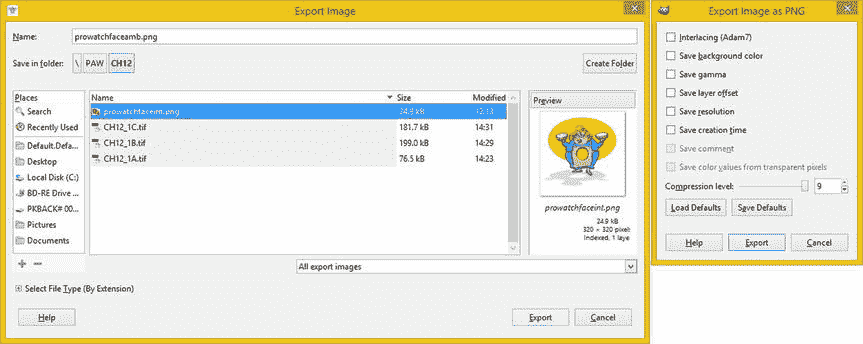 Export Image
Name: prowatchfaceamb.png
Save in folder: \ PAW CH12 Create Folder
Places
Search
Recently Used
Default.Defa...
Desktop
Local Disk (C:)
BD-RE Drive ...
PKBACK# 00...
Pictures
Documents
Name Size Modified
prowatchfaceint.png 24.9 kB 12:13
CH12_1C.tif 181.7 kB 14:31
CH12_1B.tif 199.0 kB 14:29
CH12_1A.tif 76.5 kB 14:23
Preview
prowatchfaceint.png
24.9 kB
320 × 320 pixels
Indexed, 1 laye
All export images
Select File Type (By Extension)
Help Export Cancel
Export Image as PNG
Interlacing (Adam7)
Save background color
Save gamma
Save layer offset
Save resolution
Save creation time
Save comment
Save color values from transparent pixels
Compression level: 9
Load Defaults Save Defaults
Help Export Cancel